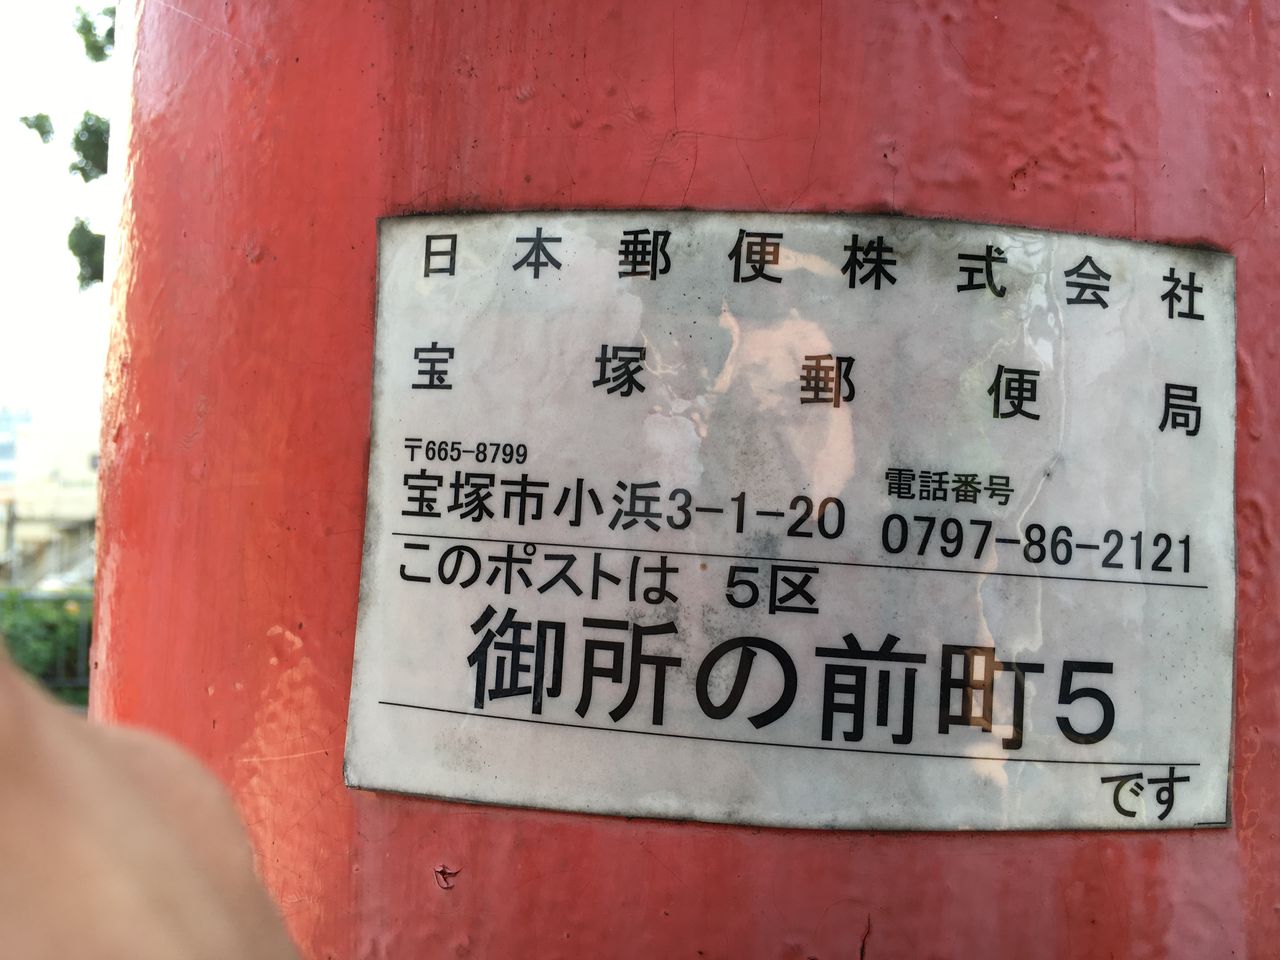 日本郵便株式会社
宝塚郵便局
〒665-8799
宝塚市小浜3-1-20 電話番号 0797-86-2121
このポストは 5区
御所の前町5
です